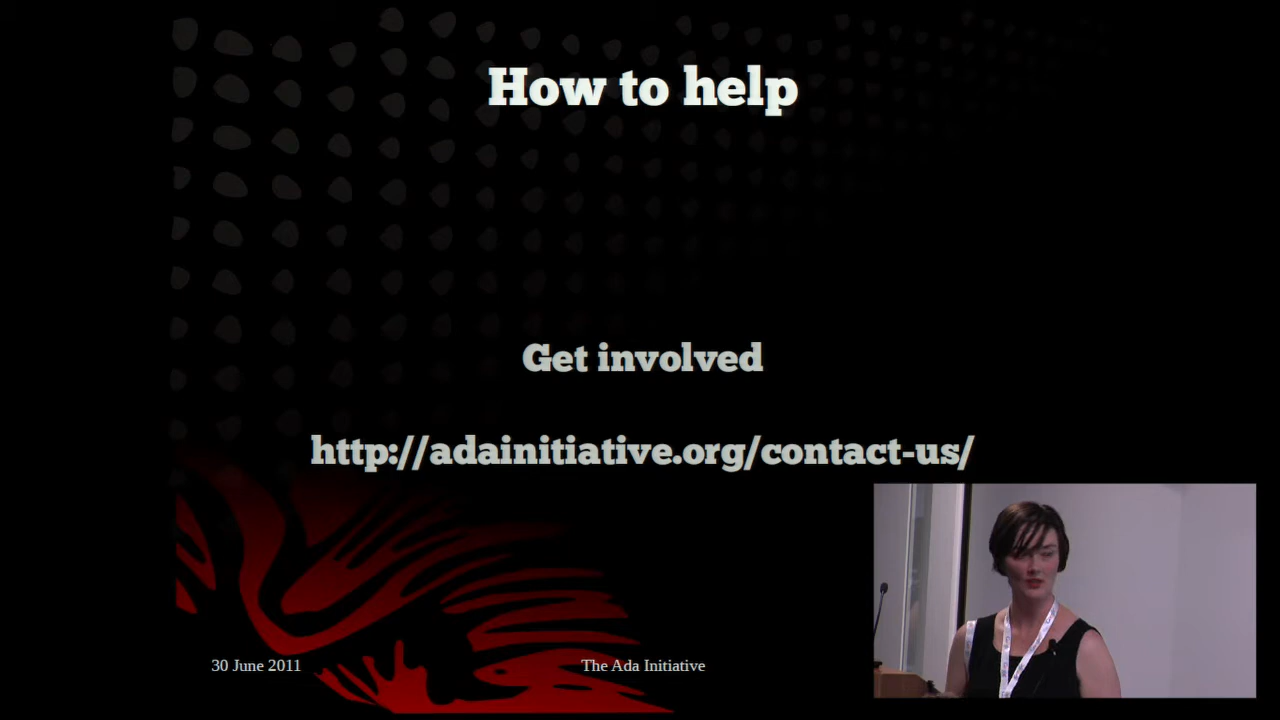 How to help
Get involved
http://adainitiative.org/contact-us/
30 June 2011
The Ada Initiative